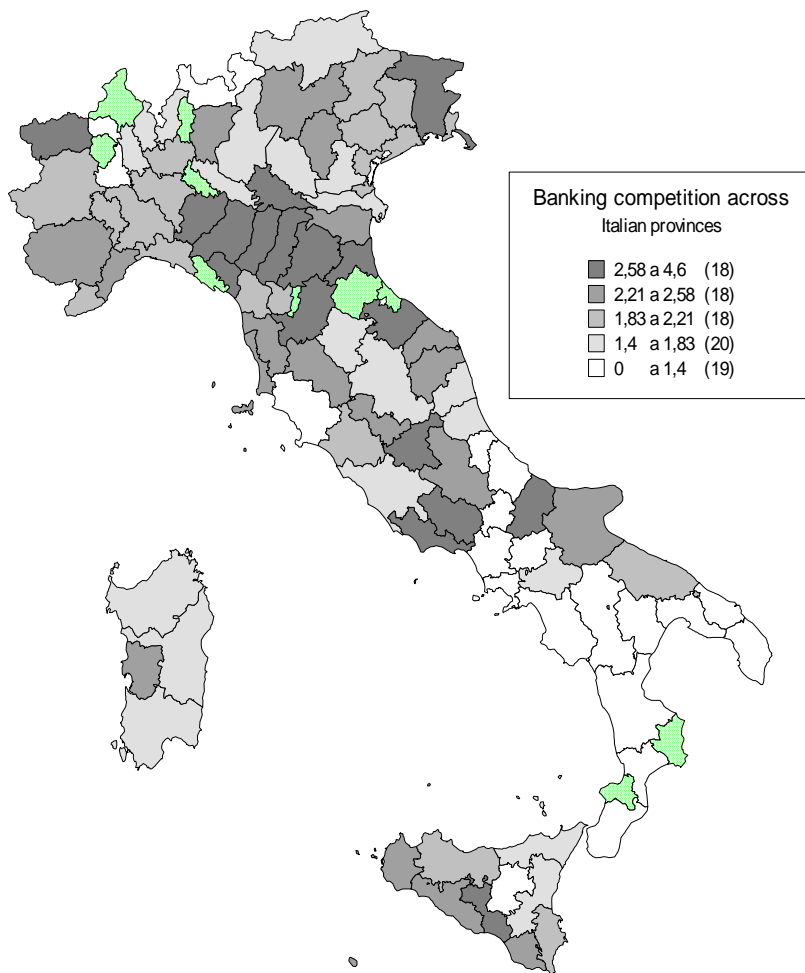 Banking competition across
Italian provinces
2,58 a 4,6 (18)
2,21 a 2,58 (18)
1,83 a 2,21 (18)
1,4 a 1,83 (20)
0 a 1,4 (19)